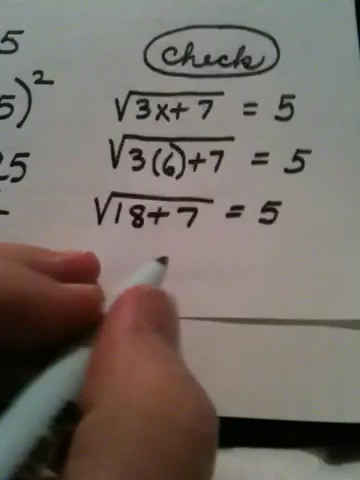 5
5)²
25
Check
√3x+7 = 5
√3(6)+7 = 5
√18+7 = 5